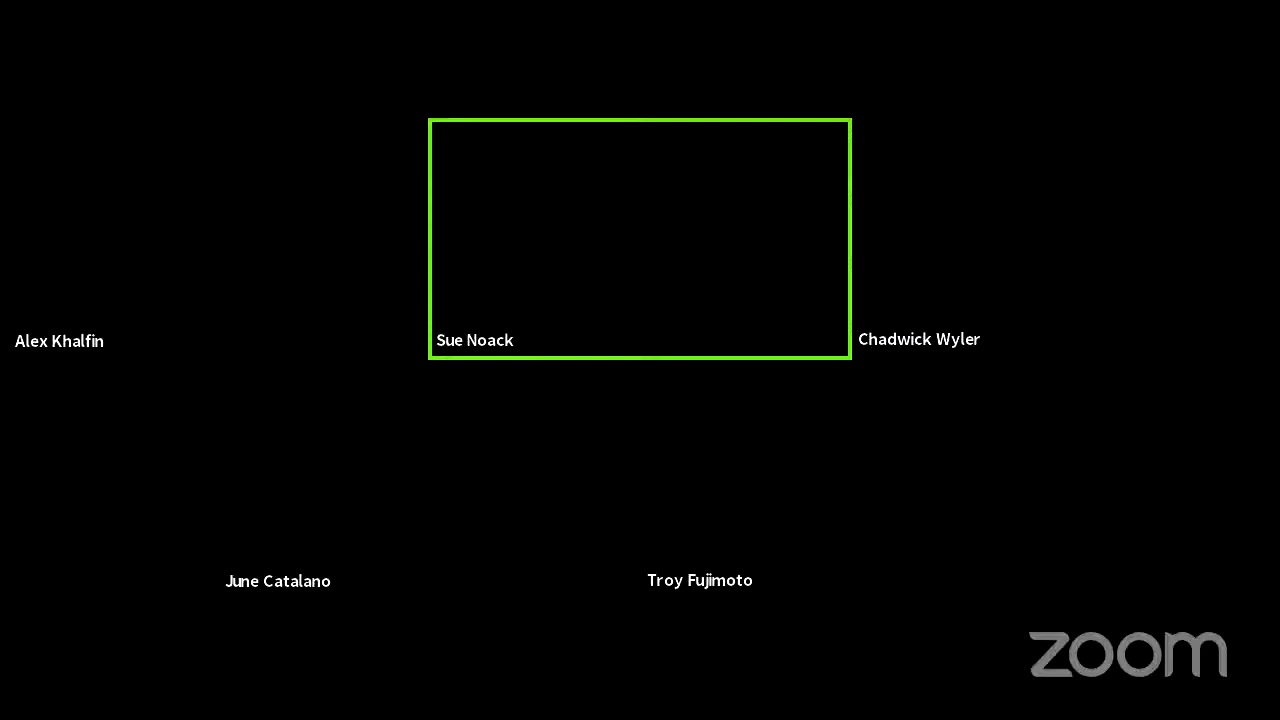 Alex Khalfin
Sue Noack
Chadwick Wyler
June Catalano
Troy Fujimoto
zoom